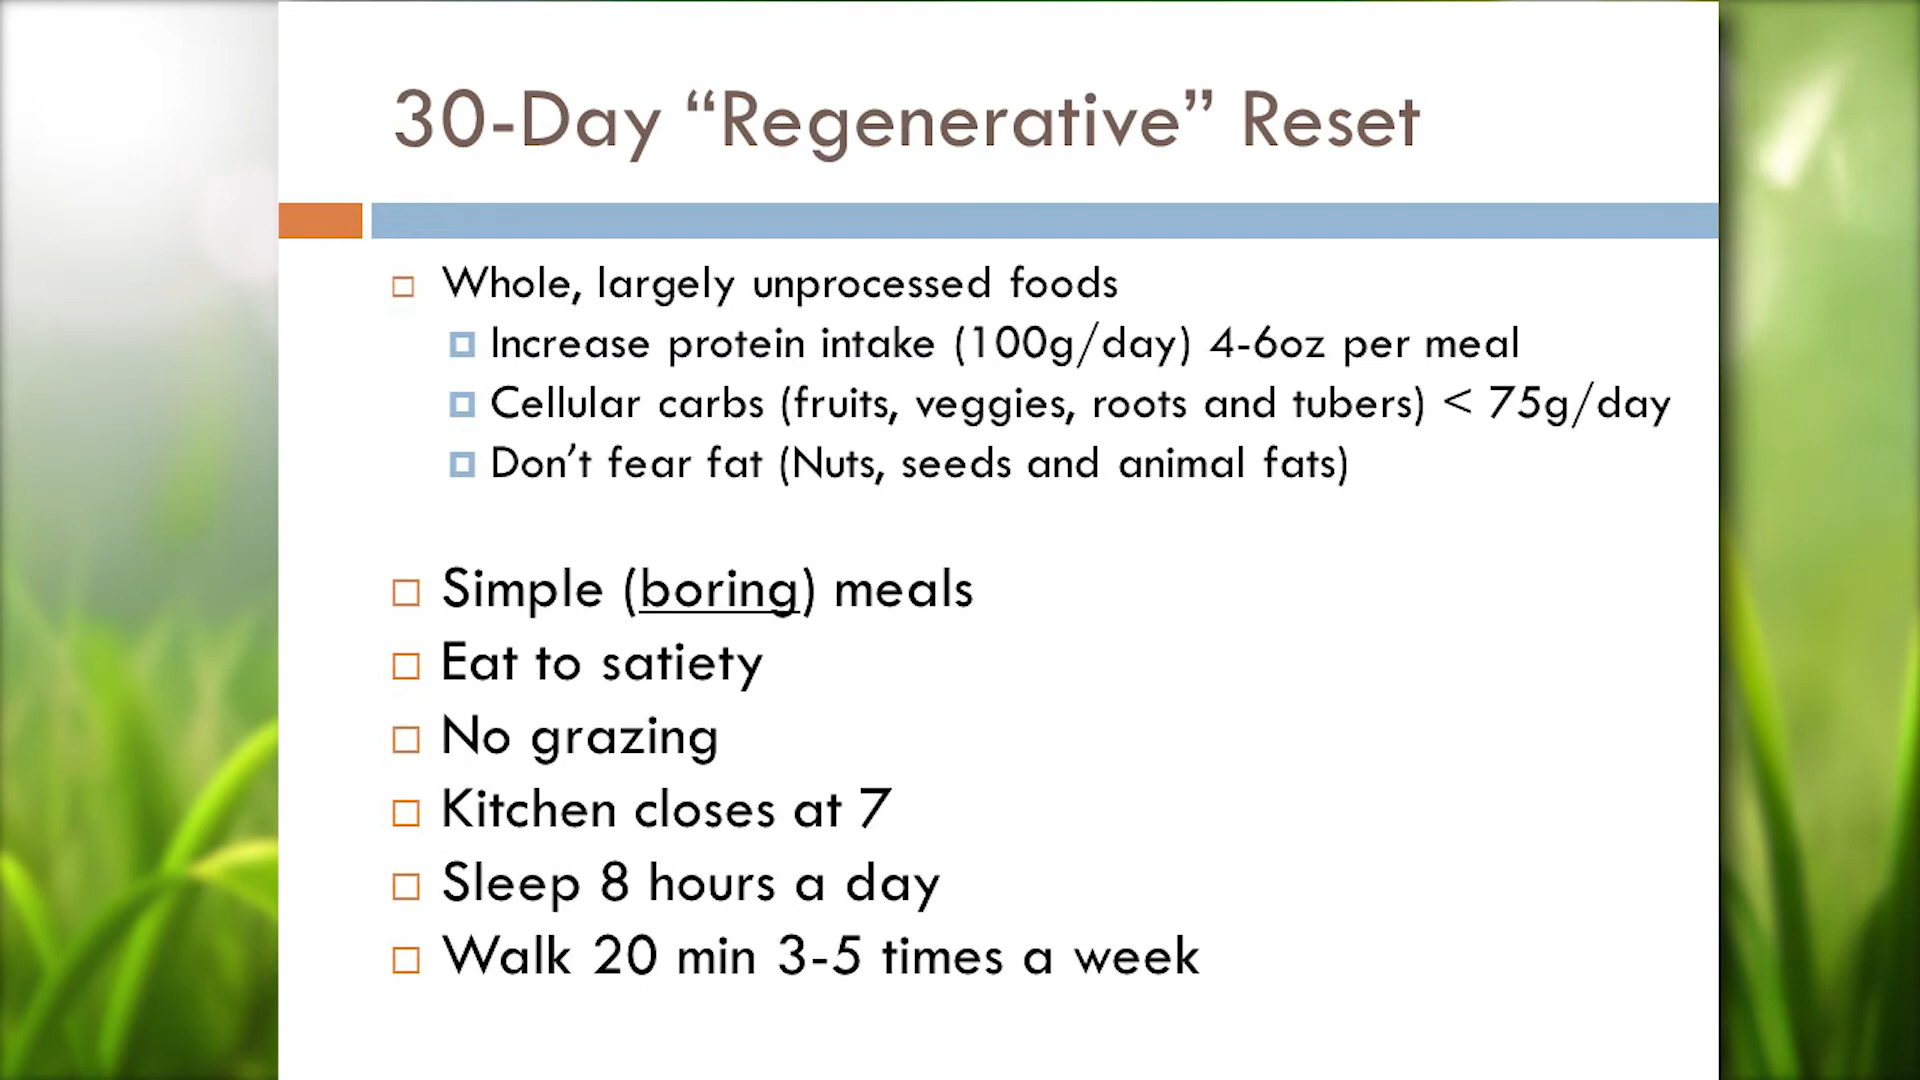 30-Day “Regenerative” Reset
Whole, largely unprocessed foods
Increase protein intake (100g/day) 4-6oz per meal
Cellular carbs (fruits, veggies, roots and tubers) < 75g/day
Don’t fear fat (Nuts, seeds and animal fats)
Simple (boring) meals
Eat to satiety
No grazing
Kitchen closes at 7
Sleep 8 hours a day
Walk 20 min 3-5 times a week